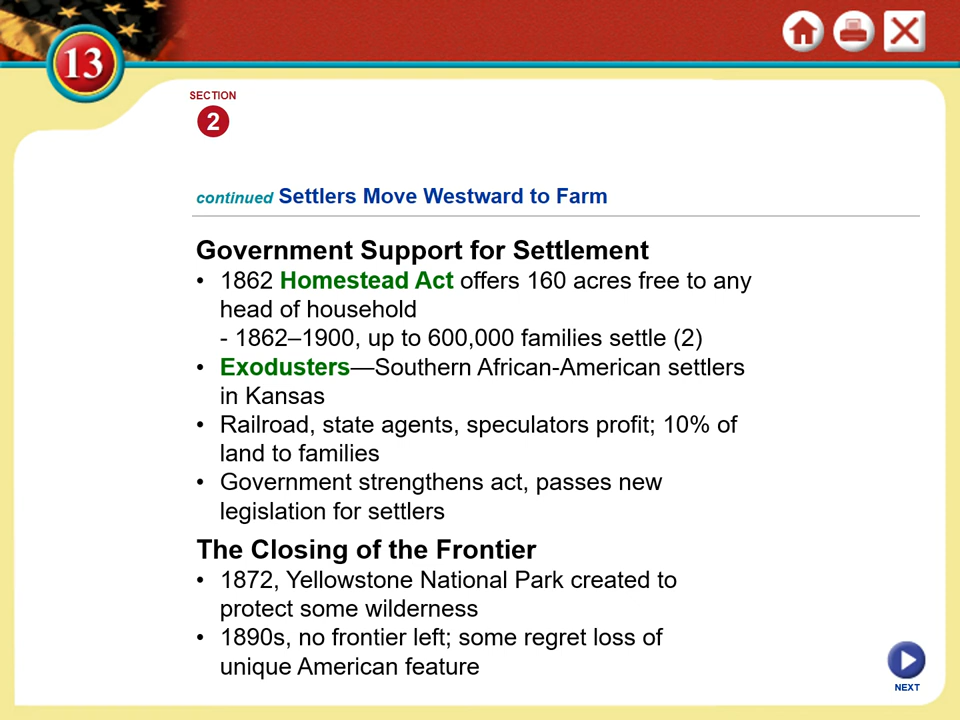 13
SECTION
2
continued Settlers Move Westward to Farm
Government Support for Settlement
• 1862 Homestead Act offers 160 acres free to any
head of household
- 1862–1900, up to 600,000 families settle (2)
• Exodusters—Southern African-American settlers
in Kansas
• Railroad, state agents, speculators profit; 10% of
land to families
• Government strengthens act, passes new
legislation for settlers
The Closing of the Frontier
• 1872, Yellowstone National Park created to
protect some wilderness
• 1890s, no frontier left; some regret loss of
unique American feature
NEXT